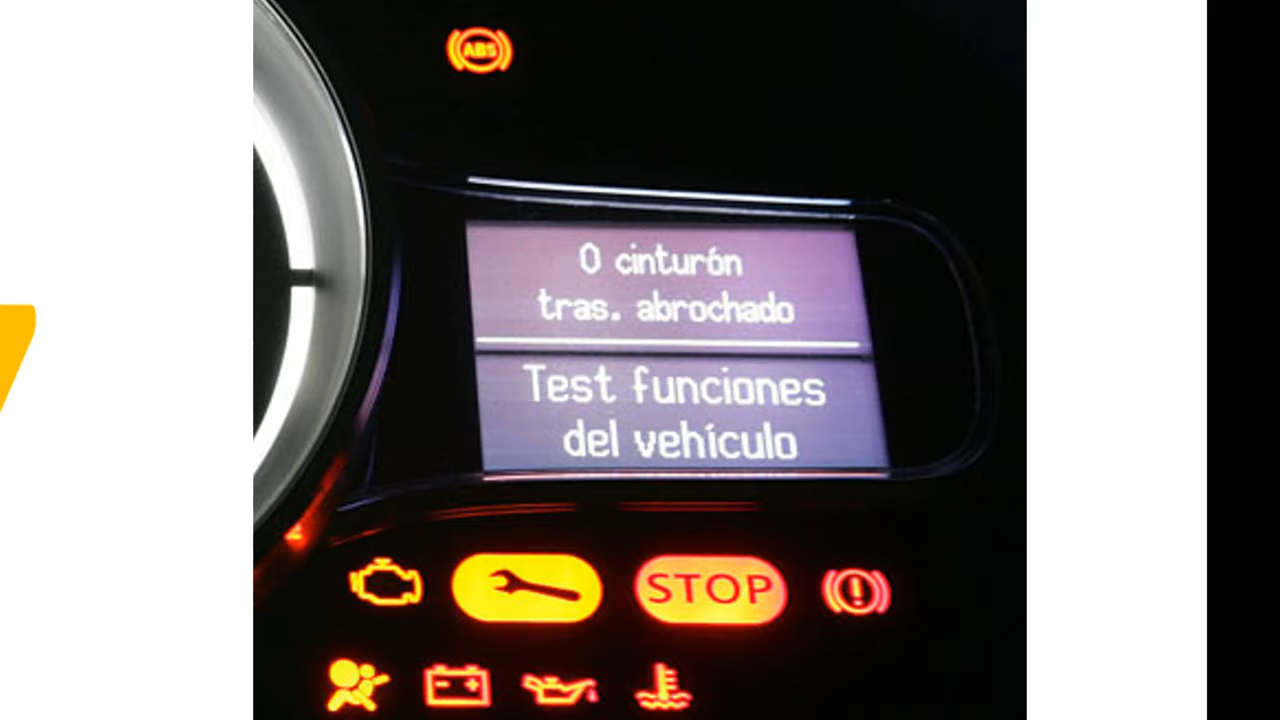 ABS
0 cinturón
tras. abrochado
Test funciones
del vehículo
STOP